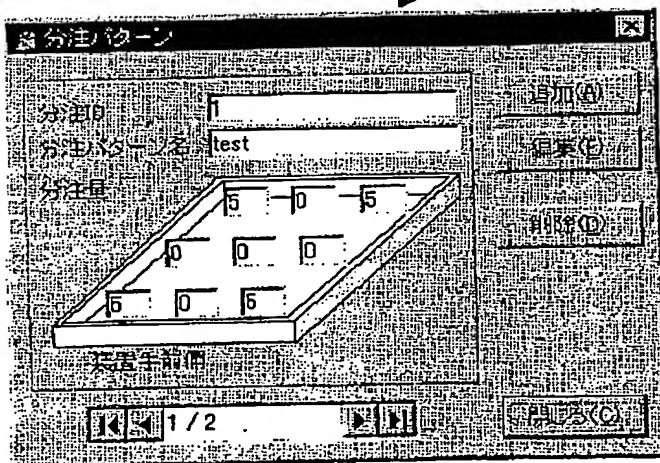 分注パターン
追加(A)
分注ID 1
編集(E)
分注パターン名 test
分注量
5 0 5
削除(D)
0 0 0
5 0 5
装置手前側
1 / 2
閉じる(C)